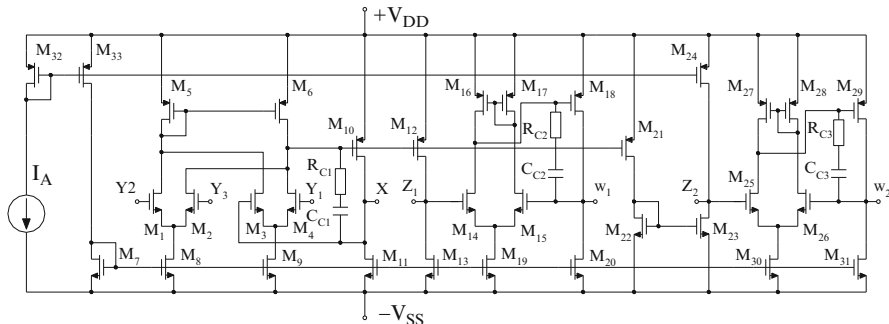 +V_DD
M_32
M_33
M_5
M_6
M_16
M_17
M_18
M_24
M_27
M_28
M_29
M_10
M_12
M_21
R_C1
R_C2
R_C3
C_C1
C_C2
C_C3
I_A
Y2
Y_3
Y_1
X
Z_1
w_1
Z_2
M_25
w_2
M_1
M_2
M_3
M_4
M_14
M_15
M_22
M_23
M_26
M_7
M_8
M_9
M_11
M_13
M_19
M_20
M_30
M_31
−V_SS